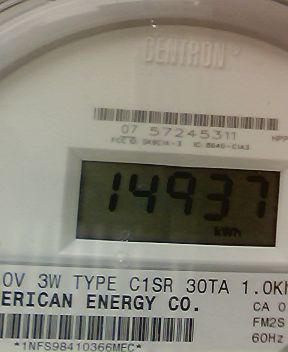 CENTRON®
07 57245311
14937
kWh
0V 3W TYPE C1SR 30TA 1.0Kh
ERICAN ENERGY CO.
CA 0
FM2S
60Hz
*1NFS98410366MEC*